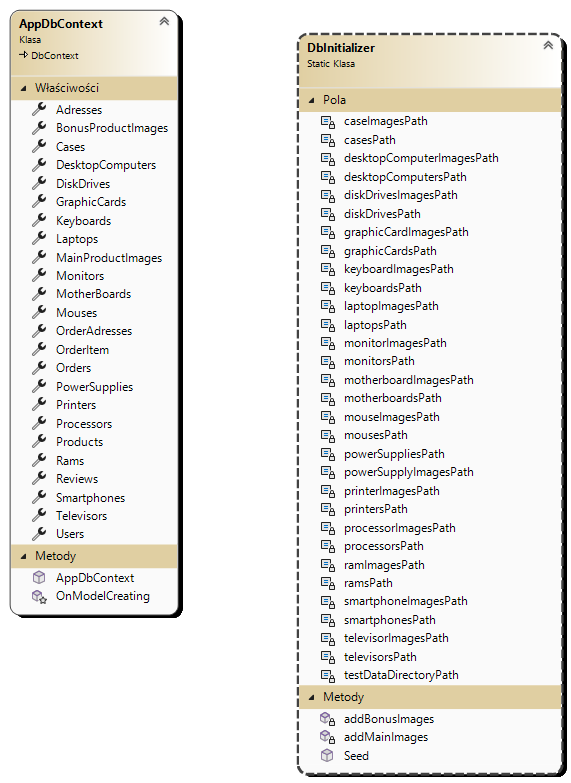 AppDbContext
Klasa
DbContext
Właściwości
Adresses
BonusProductImages
Cases
DesktopComputers
DiskDrives
GraphicCards
Keyboards
Laptops
MainProductImages
Monitors
MotherBoards
Mouses
OrderAdresses
OrderItem
Orders
PowerSupplies
Printers
Processors
Products
Rams
Reviews
Smartphones
Televisors
Users
Metody
AppDbContext
OnModelCreating
DbInitializer
Static Klasa
Pola
caseImagesPath
casesPath
desktopComputerImagesPath
desktopComputersPath
diskDrivesImagesPath
diskDrivesPath
graphicCardImagesPath
graphicCardsPath
keyboardImagesPath
keyboardsPath
laptopImagesPath
laptopsPath
monitorImagesPath
monitorsPath
motherboardImagesPath
motherboardsPath
mouseImagesPath
mousesPath
powerSuppliesPath
powerSupplyImagesPath
printerImagesPath
printersPath
processorImagesPath
processorsPath
ramImagesPath
ramsPath
smartphoneImagesPath
smartphonesPath
televisorImagesPath
televisorsPath
testDataDirectoryPath
Metody
addBonusImages
addMainImages
Seed